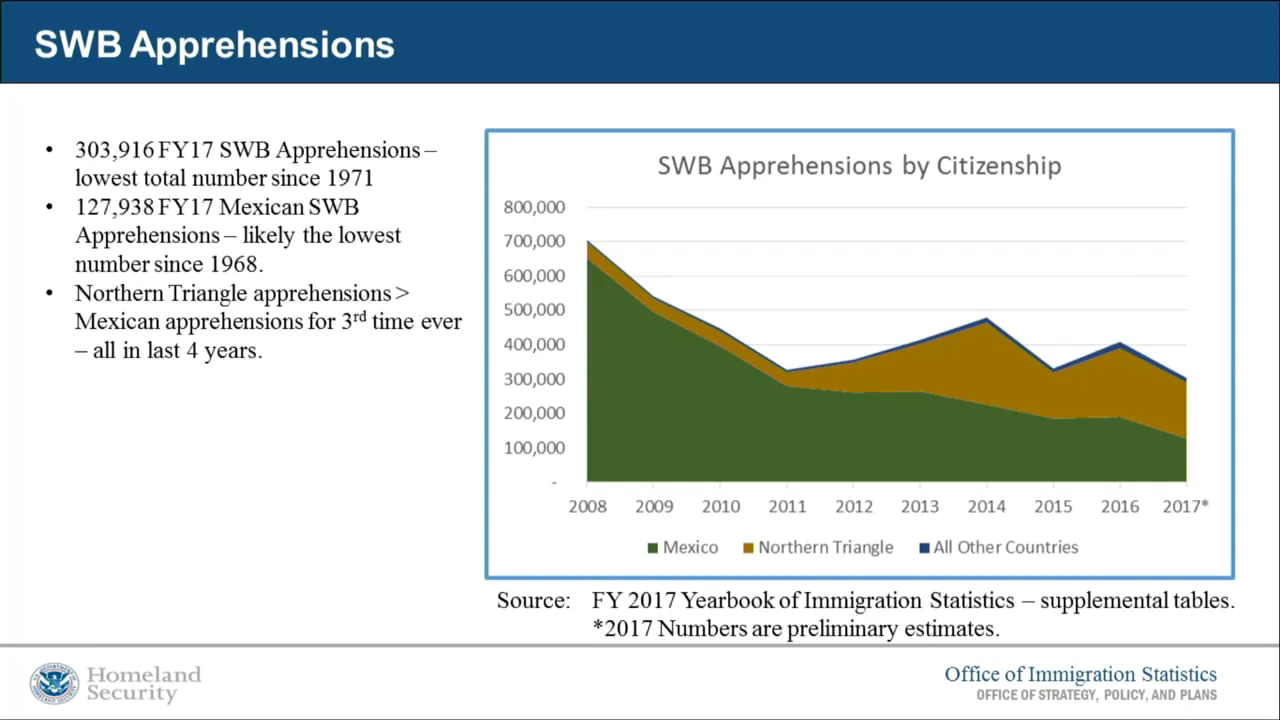 SWB Apprehensions
• 303,916 FY17 SWB Apprehensions –
lowest total number since 1971
• 127,938 FY17 Mexican SWB
Apprehensions – likely the lowest
number since 1968.
• Northern Triangle apprehensions >
Mexican apprehensions for 3rd time ever
– all in last 4 years.
SWB Apprehensions by Citizenship
800,000
700,000
600,000
500,000
400,000
300,000
200,000
100,000
-
2008 2009 2010 2011 2012 2013 2014 2015 2016 2017*
Mexico Northern Triangle All Other Countries
Source: FY 2017 Yearbook of Immigration Statistics – supplemental tables.
*2017 Numbers are preliminary estimates.
Homeland
Security
Office of Immigration Statistics
OFFICE OF STRATEGY, POLICY, AND PLANS